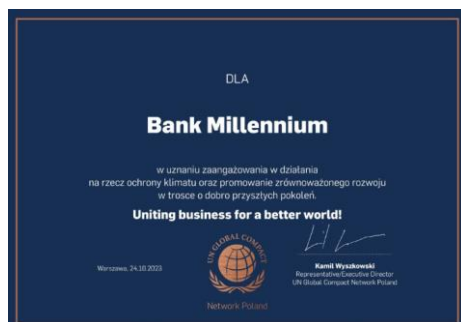 DLA
Bank Millennium
w uznaniu zaangażowania w działania
na rzecz ochrony klimatu oraz promowanie zrównoważonego rozwoju
w trosce o dobro przyszłych pokoleń.
Uniting business for a better world!
UN GLOBAL COMPACT
Network Poland
Warszawa, 24.10.2023
Kamil Wyszkowski
Representative/Executive Director
UN Global Compact Network Poland